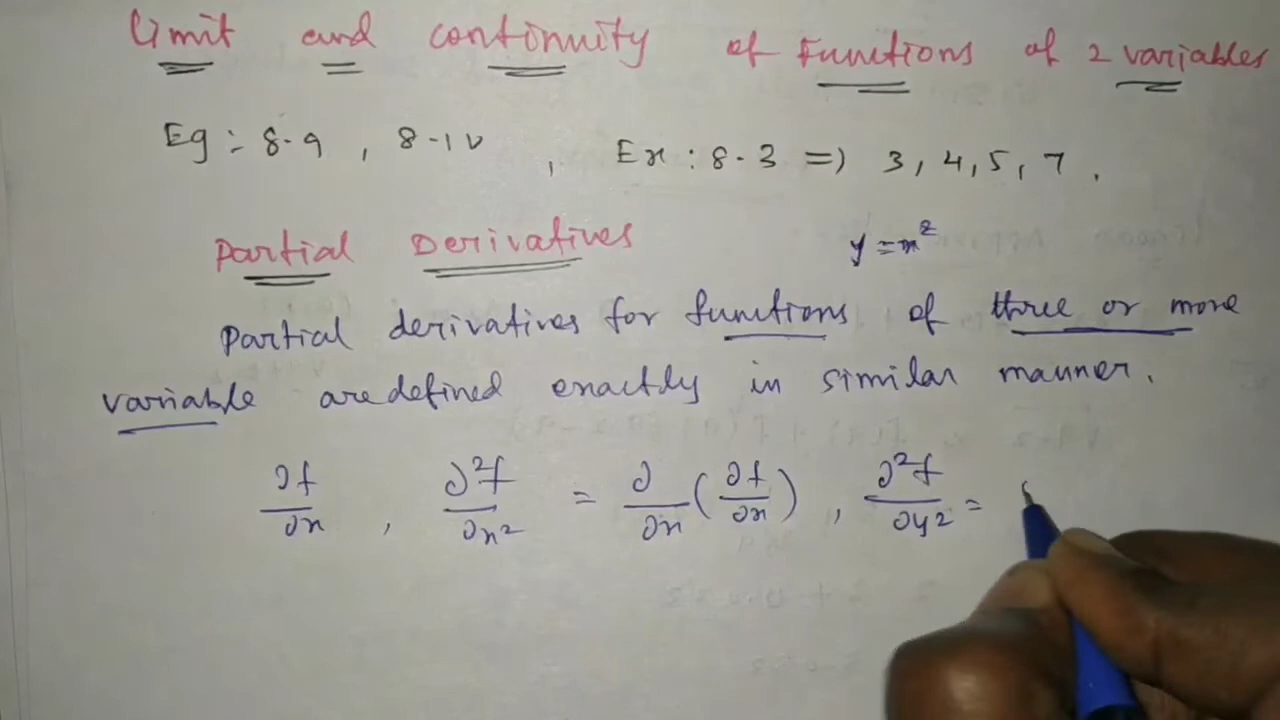 Limit and continuity of Functions of 2 variables
Eg :- 8.9 , 8.10 , Ex : 8.3 => 3, 4, 5, 7 .
Partial Derivatives
y = x²
Partial derivatives for functions of three or more
variable are defined exactly in similar manner.
∂f/∂x , ∂²f/∂x² = ∂/∂x (∂f/∂x) , ∂²f/∂y² =